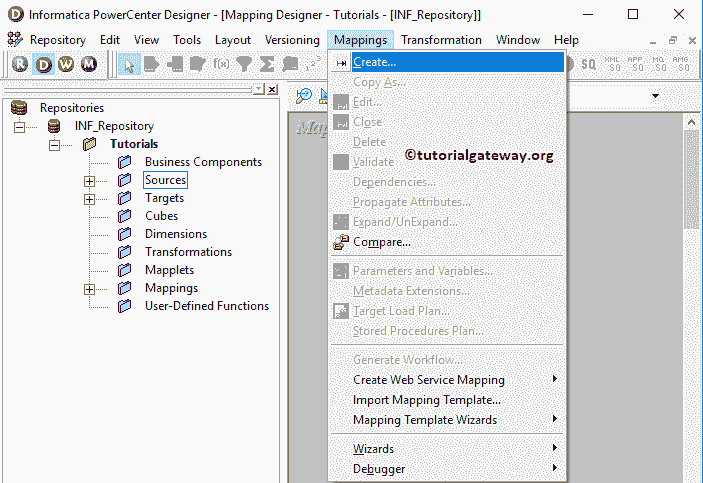 Informatica PowerCenter Designer - [Mapping Designer - Tutorials - [INF_Repository]]
Repository Edit View Tools Layout Versioning Mappings Transformation Window Help
R D W M SQ XML SQ APP SQ MQ SQ AMG SQ
Create...
Copy As...
Edit...
Close
Delete
Validate
Dependencies...
Propagate Attributes...
Expand/UnExpand...
Compare...
Parameters and Variables...
Metadata Extensions...
Target Load Plan...
Stored Procedures Plan...
Generate Workflow...
Create Web Service Mapping
Import Mapping Template...
Mapping Template Wizards
Wizards
Debugger
Repositories
INF_Repository
Tutorials
Business Components
Sources
Targets
Cubes
Dimensions
Transformations
Mapplets
Mappings
User-Defined Functions
©tutorialgateway.org